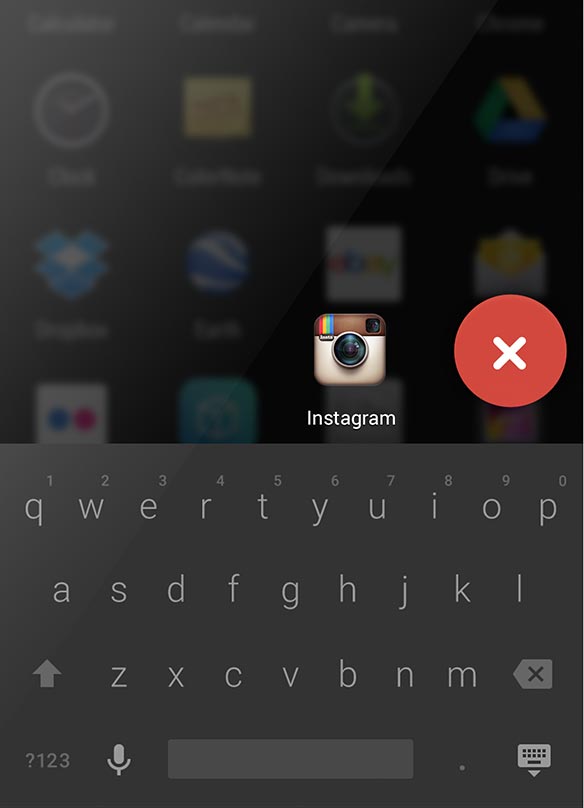 Calculator Calendar Camera Chrome
Clock ColorNote Downloads Drive
ebay
Dropbox Earth
Insta
Instagram
1 2 3 4 5 6 7 8 9 0
q w e r t y u i o p
a s d f g h j k l
z x c v b n m
?123 .